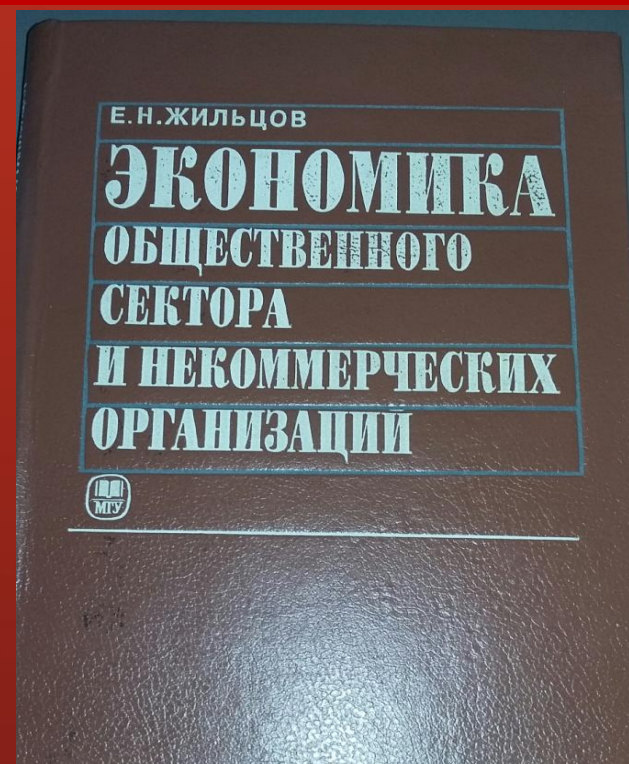 Е.Н.ЖИЛЬЦОВ
ЭКОНОМИКА
ОБЩЕСТВЕННОГО
СЕКТОРА
И НЕКОММЕРЧЕСКИХ
ОРГАНИЗАЦИЙ
МГУ